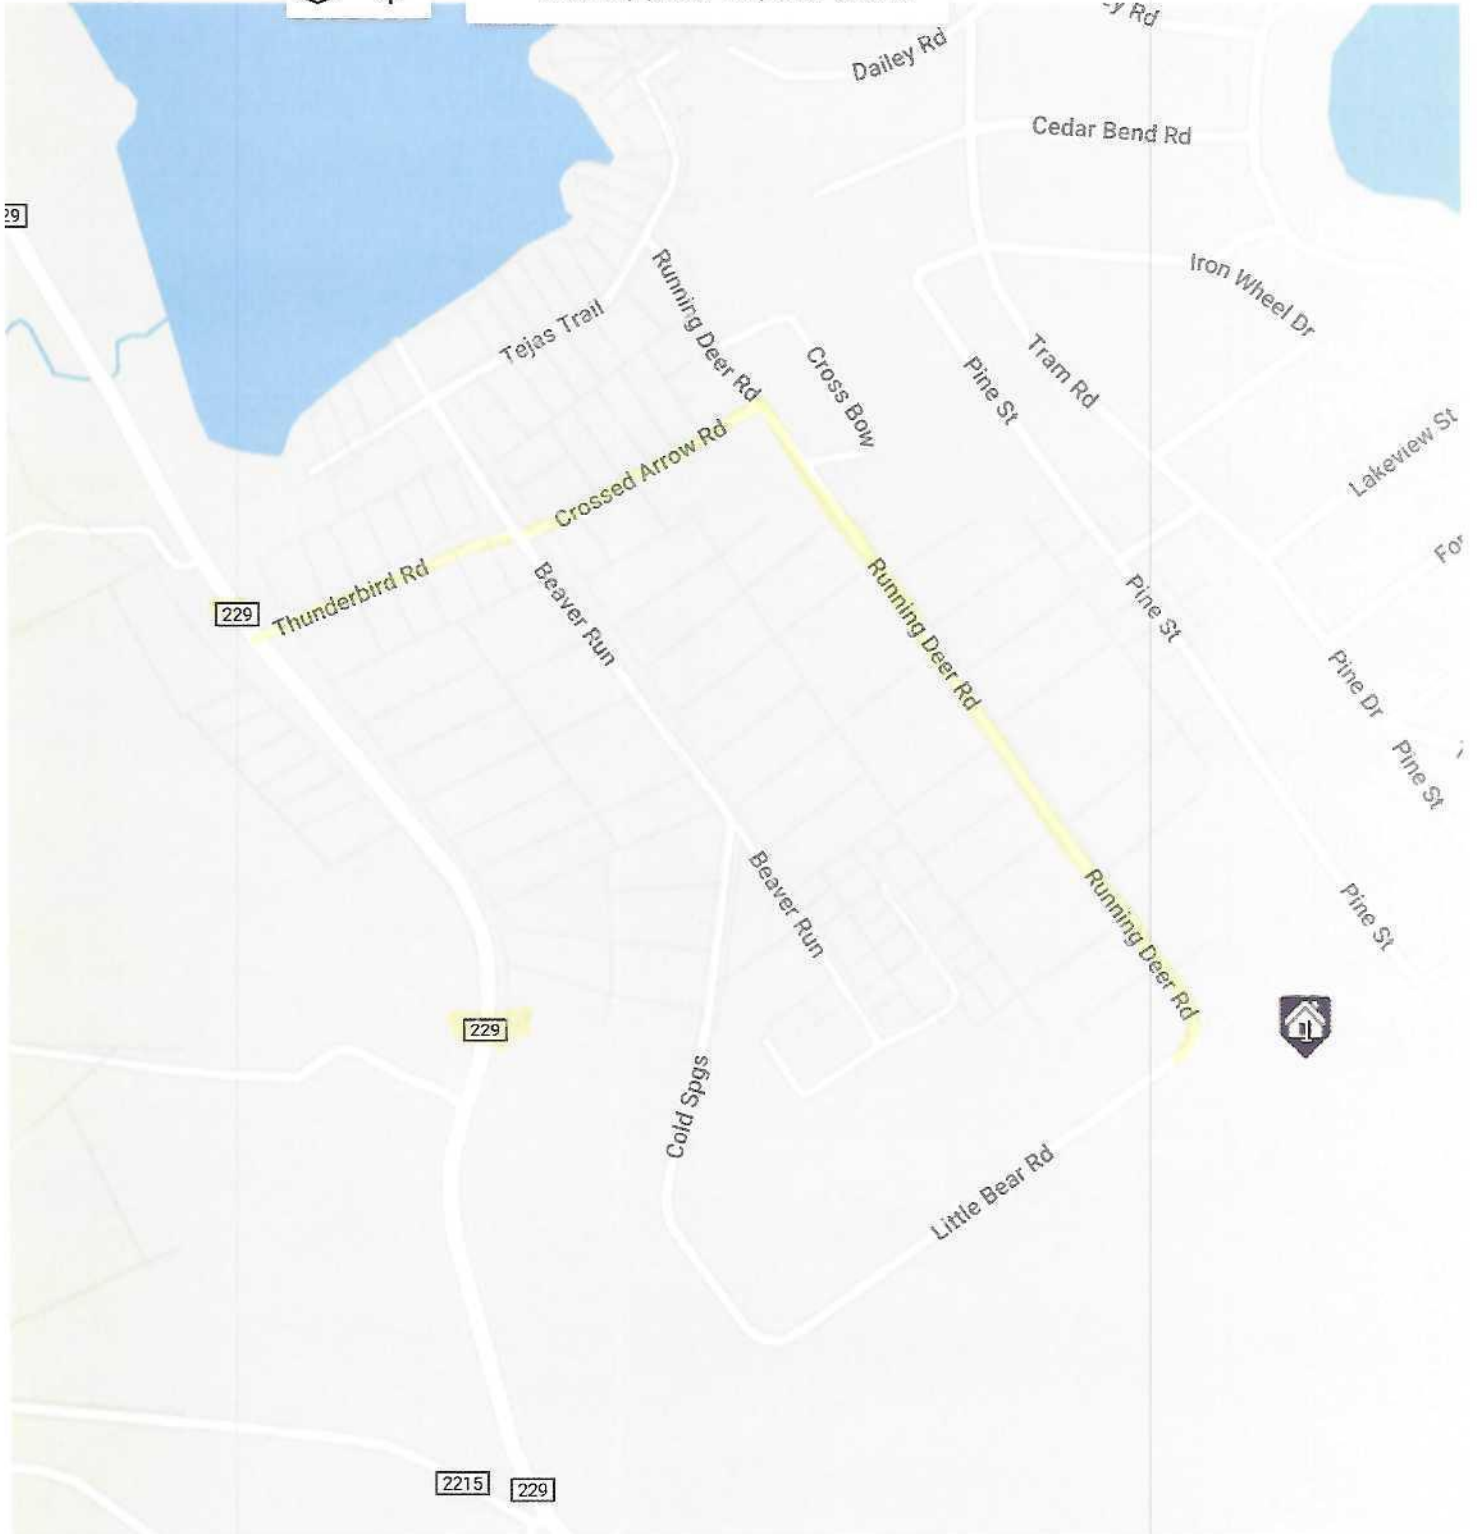 Dailey Rd
Cedar Bend Rd
29
Iron Wheel Dr
Running Deer Rd
Tejas Trail
Cross Bow
Tram Rd
Pine St
Lakeview St
Crossed Arrow Rd
Thunderbird Rd
229
Beaver Run
Running Deer Rd
Pine St
Pine Dr
Pine St
Beaver Run
Running Deer Rd
Pine St
229
1
Cold Spgs
Little Bear Rd
2215
229